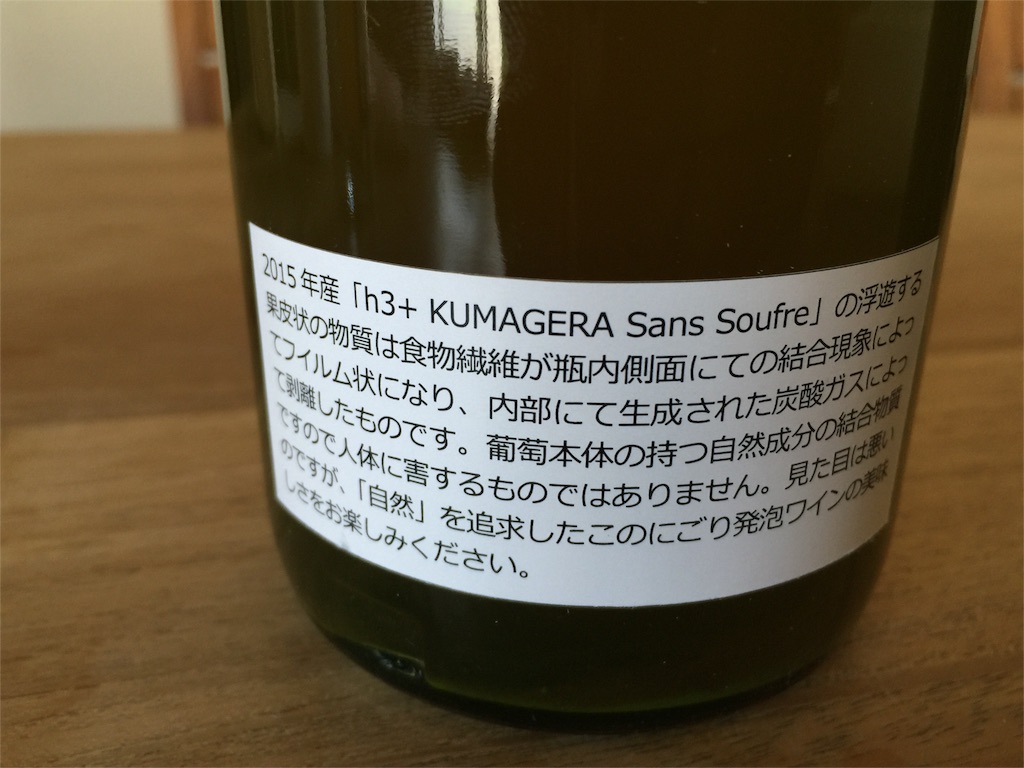 2015年産「h3+ KUMAGERA Sans Soufre」の浮遊する
果皮状の物質は食物繊維が瓶内側面にての結合現象によっ
てフイルム状になり、内部にて生成された炭酸ガスによっ
て剥離したものです。葡萄本体の持つ自然成分の結合物質
ですので人体に害するものではありません。見た目は悪い
のですが、「自然」を追求したこのにごり発泡ワインの美味
しさをお楽しみください。